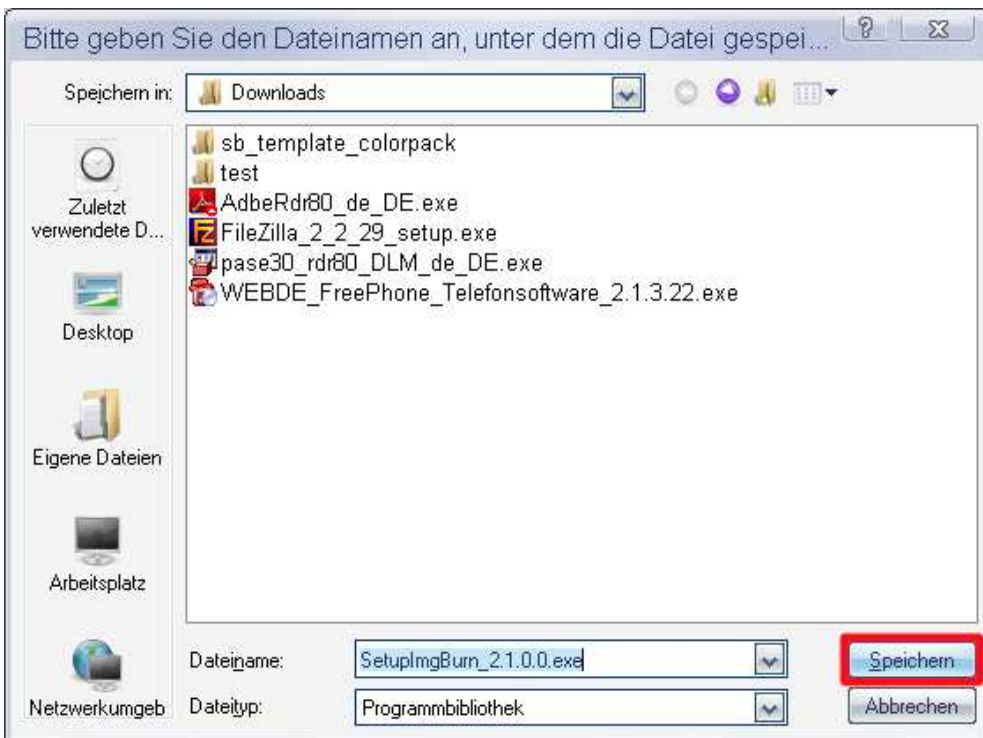 Bitte geben Sie den Dateinamen an, unter dem die Datei gespei...
Speichern in:
Downloads
Zuletzt
verwendete D...
Desktop
Eigene Dateien
Arbeitsplatz
Netzwerkumgeb
sb_template_colorpack
test
AdbeRdr80_de_DE.exe
FileZilla_2_2_29_setup.exe
pase30_rdr80_DLM_de_DE.exe
WEBDE_FreePhone_Telefonsoftware_2.1.3.22.exe
Dateiname:
SetupImgBurn_2.1.0.0.exe
Speichern
Dateityp:
Programmbibliothek
Abbrechen